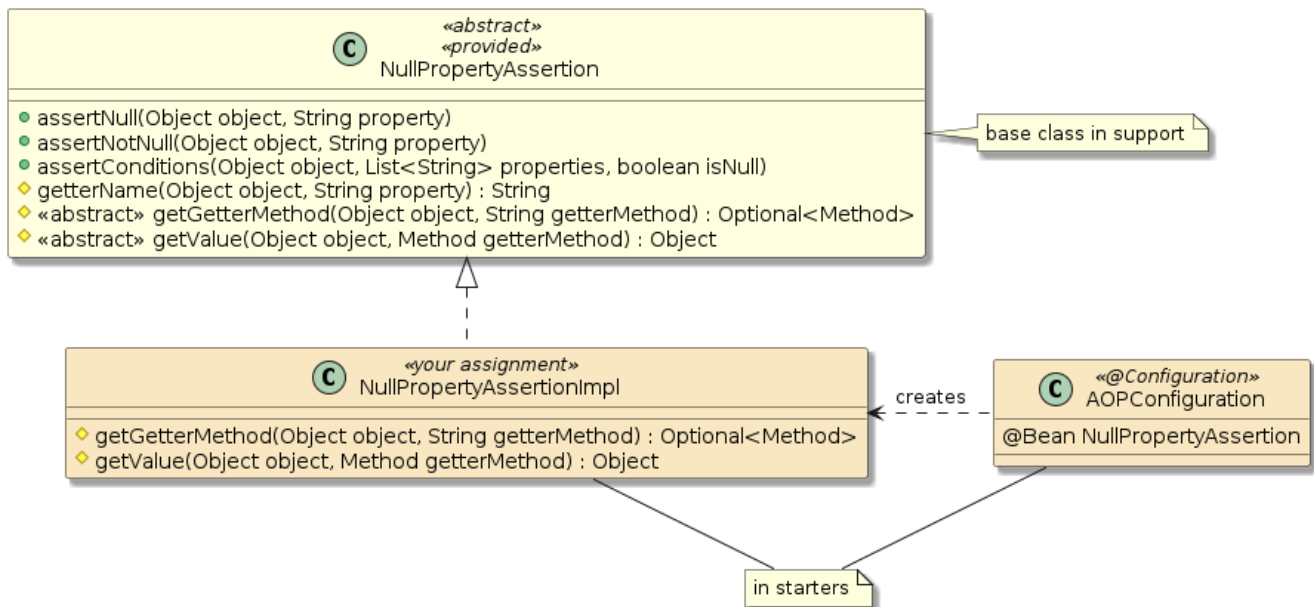 «abstract»
«provided»
C
NullPropertyAssertion
assertNull(Object object, String property)
assertNotNull(Object object, String property)
assertConditions(Object object, List<String> properties, boolean isNull)
getterName(Object object, String property) : String
«abstract» getGetterMethod(Object object, String getterMethod) : Optional<Method>
«abstract» getValue(Object object, Method getterMethod) : Object
base class in support
«your assignment»
C
NullPropertyAssertionImpl
getGetterMethod(Object object, String getterMethod) : Optional<Method>
getValue(Object object, Method getterMethod) : Object
creates
«@Configuration»
C
AOPConfiguration
@Bean NullPropertyAssertion
in starters